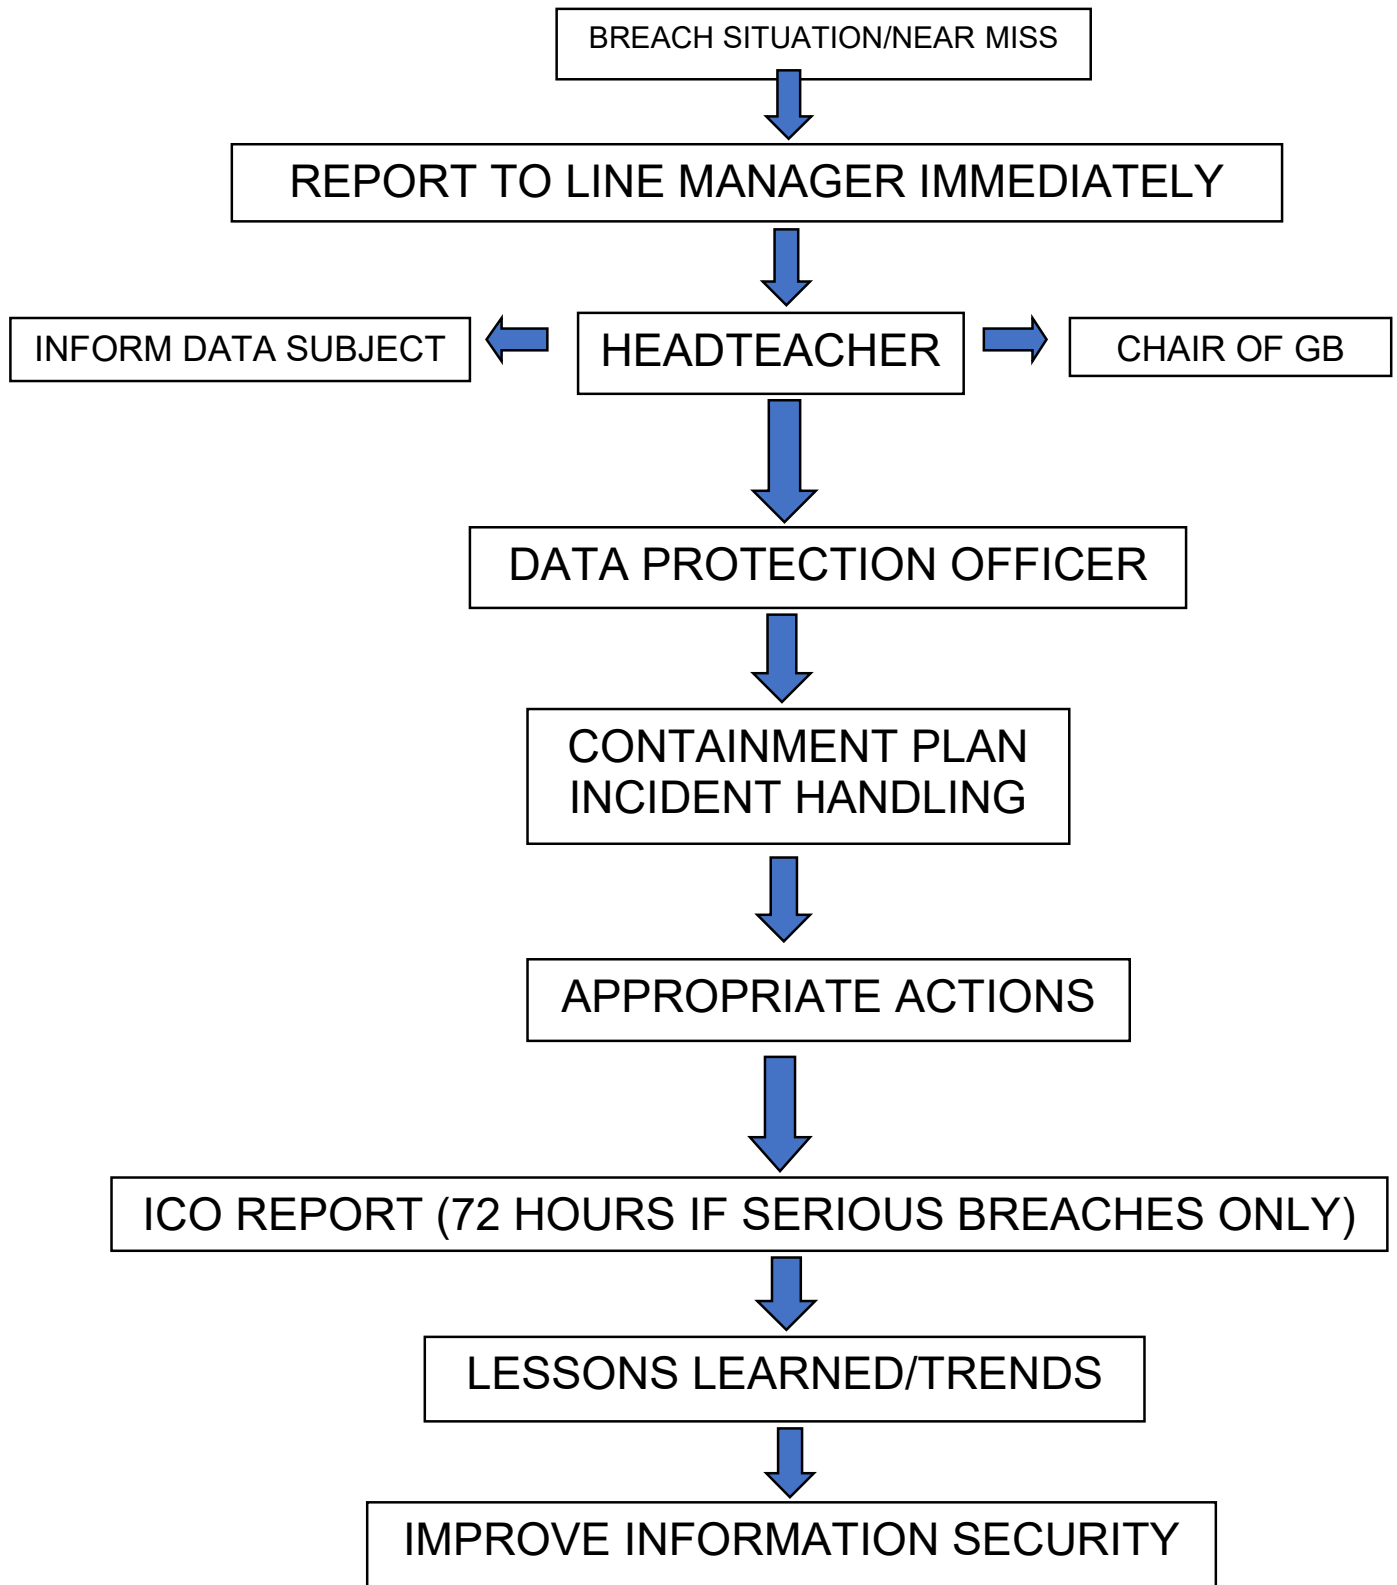 BREACH SITUATION/NEAR MISS
REPORT TO LINE MANAGER IMMEDIATELY
INFORM DATA SUBJECT
HEADTEACHER
CHAIR OF GB
DATA PROTECTION OFFICER
CONTAINMENT PLAN
INCIDENT HANDLING
APPROPRIATE ACTIONS
ICO REPORT (72 HOURS IF SERIOUS BREACHES ONLY)
LESSONS LEARNED/TRENDS
IMPROVE INFORMATION SECURITY